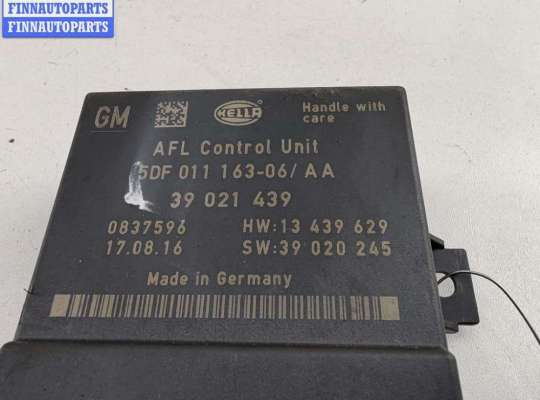 FINNAUTOPARTS
FINNAUTOPARTS
GM
HELLA
Handle with
care
AFL Control Unit
5DF 011 163-06/ AA
39 021 439
0837596 HW:13 439 629
17.08.16 SW:39 020 245
Made in Germany